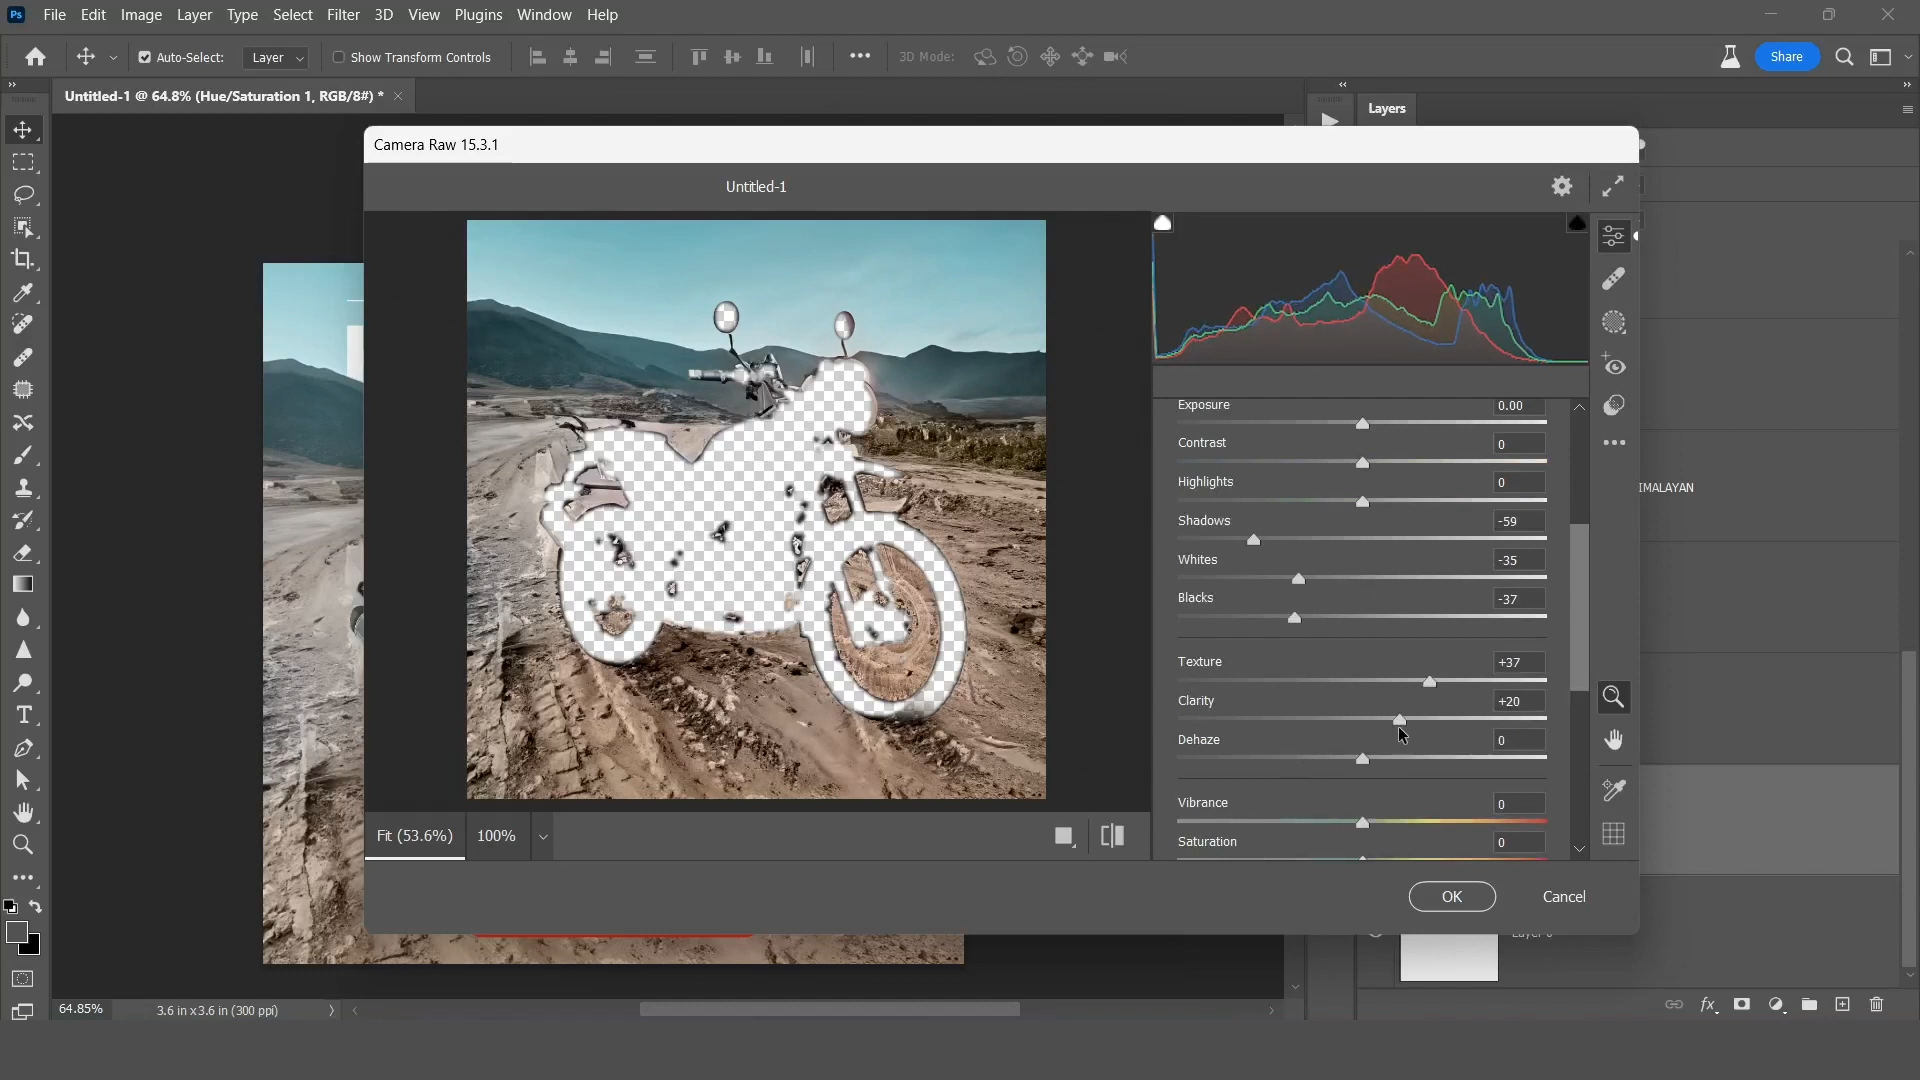 Ps File Edit Image Layer Type Select Filter 3D View Plugins Window Help
Auto-Select: Layer Show Transform Controls 3D Mode: Share
Untitled-1 @ 64.8% (Hue/Saturation 1, RGB/8#) *
Layers
Camera Raw 15.3.1
Untitled-1
Exposure 0.00
Contrast 0
Highlights 0
IMALAYAN
Shadows -59
Whites -35
Blacks -37
Texture +37
Clarity +20
Dehaze 0
Vibrance 0
Saturation 0
Fit (53.6%) 100%
OK Cancel
64.85% 3.6 in x 3.6 in (300 ppi)
fx